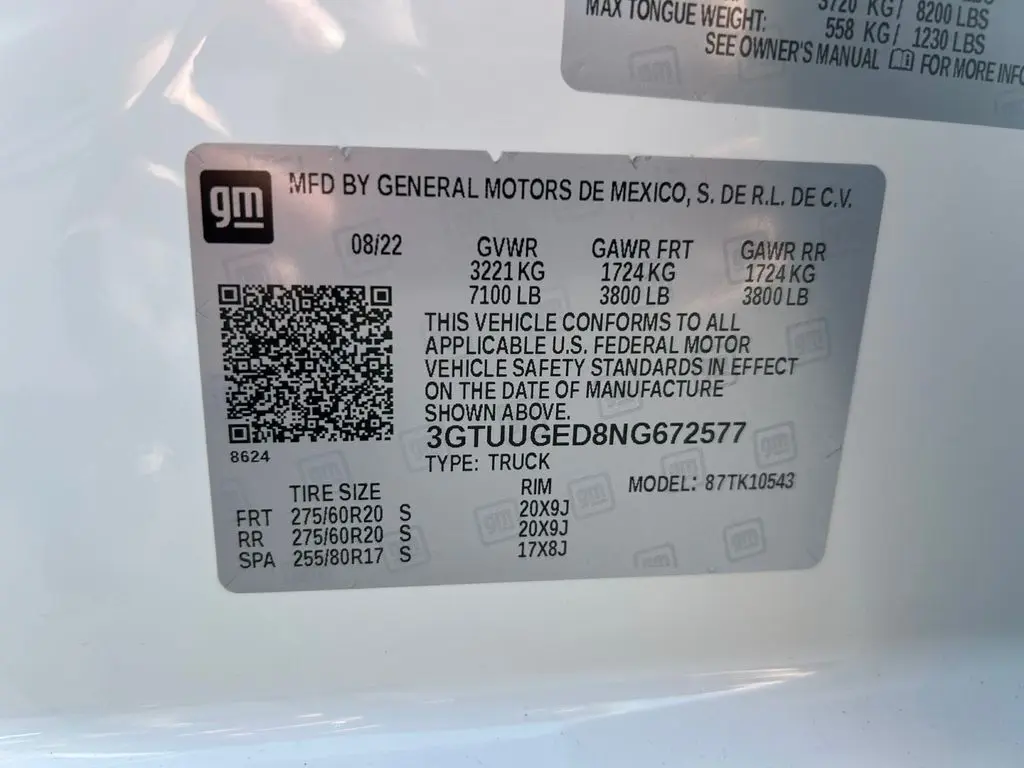 MAX TONGUE WEIGHT:
3720 KG/ 8200 LBS
558 KG/ 1230 LBS
SEE OWNER'S MANUAL FOR MORE INFO
gm
MFD BY GENERAL MOTORS DE MEXICO, S. DE R.L. DE C.V.
08/22 GVWR GAWR FRT GAWR RR
3221 KG 1724 KG 1724 KG
7100 LB 3800 LB 3800 LB
THIS VEHICLE CONFORMS TO ALL
APPLICABLE U.S. FEDERAL MOTOR
VEHICLE SAFETY STANDARDS IN EFFECT
ON THE DATE OF MANUFACTURE
SHOWN ABOVE.
3GTUUGED8NG672577
8624
TYPE: TRUCK
TIRE SIZE RIM MODEL: 87TK10543
FRT 275/60R20 S 20X9J
RR 275/60R20 S 20X9J
SPA 255/80R17 S 17X8J